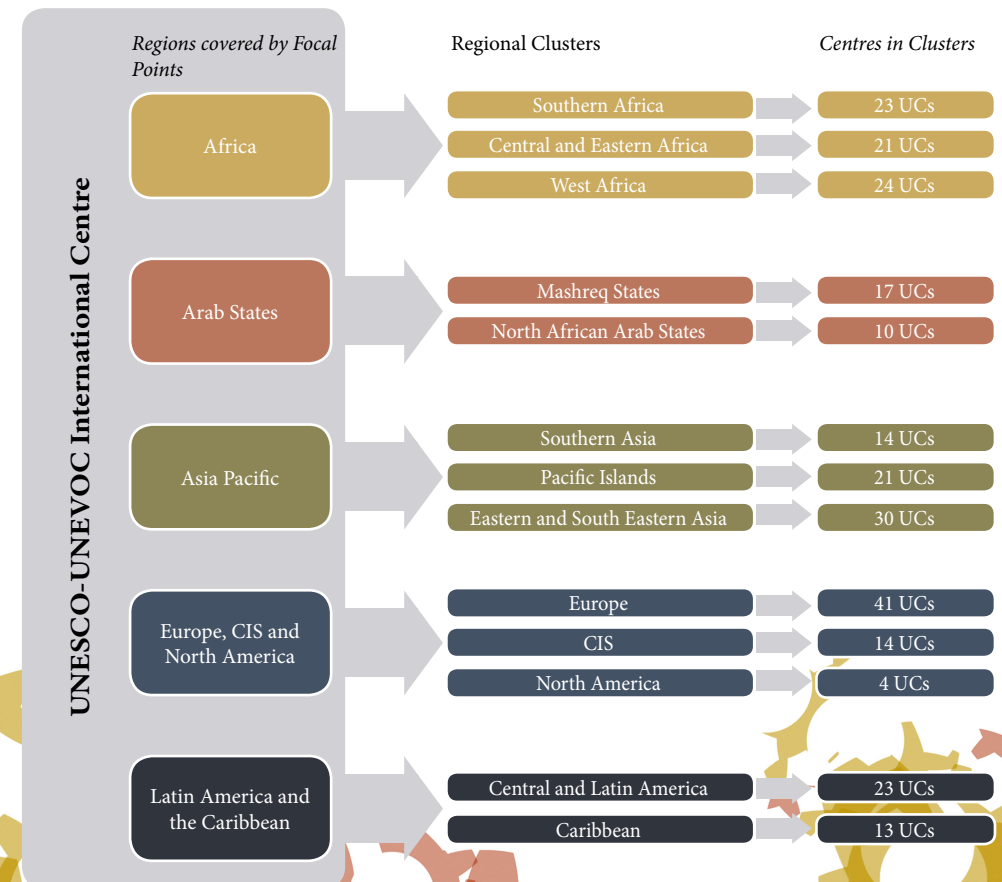 Regions covered by Focal
Points
Regional Clusters
Centres in Clusters
UNESCO-UNEVOC International Centre
Africa
Southern Africa
23 UCs
Central and Eastern Africa
21 UCs
West Africa
24 UCs
Arab States
Mashreq States
17 UCs
North African Arab States
10 UCs
Asia Pacific
Southern Asia
14 UCs
Pacific Islands
21 UCs
Eastern and South Eastern Asia
30 UCs
Europe, CIS and
North America
Europe
41 UCs
CIS
14 UCs
North America
4 UCs
Latin America and
the Caribbean
Central and Latin America
23 UCs
Caribbean
13 UCs